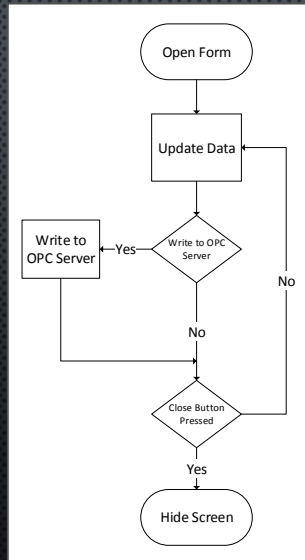 Open Form
Update Data
Write to
OPC Server
Yes
Write to OPC
Server
No
No
Close Button
Pressed
Yes
Hide Screen